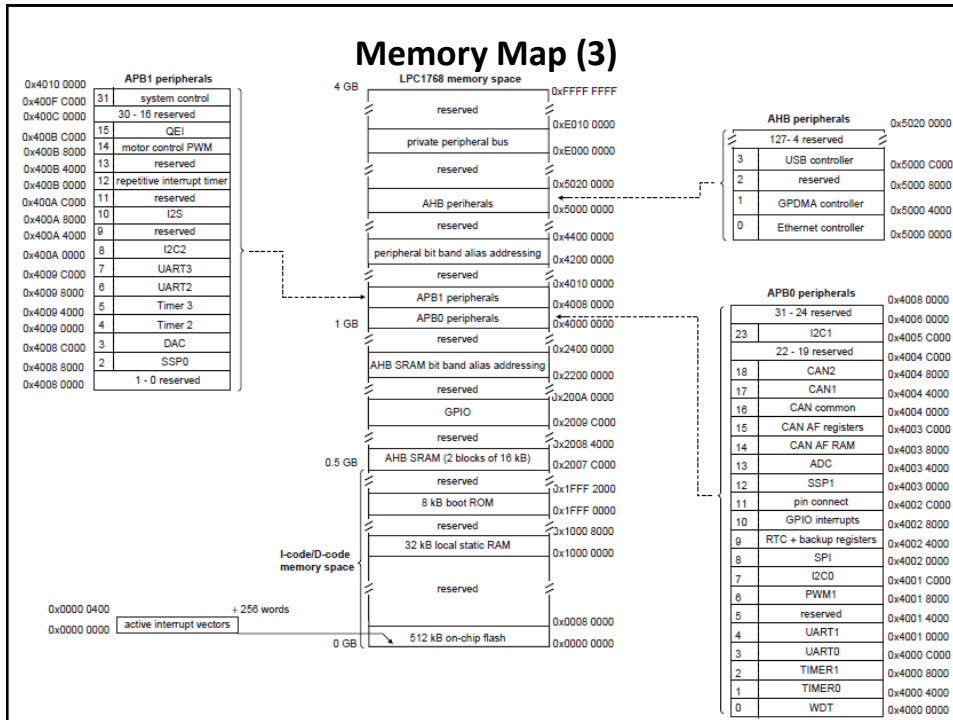 Memory Map (3)
APB1 peripherals
0x4010 0000
31 system control
0x400F C000
30 - 16 reserved
0x400C 0000
15 QEI
0x400B C000
14 motor control PWM
0x400B 8000
13 reserved
0x400B 4000
12 repetitive interrupt timer
0x400B 0000
11 reserved
0x400A C000
10 I2S
0x400A 8000
9 reserved
0x400A 4000
8 I2C2
0x400A 0000
7 UART3
0x4009 C000
6 UART2
0x4009 8000
5 Timer 3
0x4009 4000
4 Timer 2
0x4009 0000
3 DAC
0x4008 C000
2 SSP0
0x4008 8000
1 - 0 reserved
0x4008 0000
LPC1768 memory space
4 GB
0xFFFF FFFF
reserved
0xE010 0000
private peripheral bus
0xE000 0000
reserved
0x5020 0000
AHB periherals
0x5000 0000
reserved
0x4400 0000
peripheral bit band alias addressing
0x4200 0000
reserved
0x4010 0000
APB1 peripherals
0x4008 0000
APB0 peripherals
1 GB
0x4000 0000
reserved
0x2400 0000
AHB SRAM bit band alias addressing
0x2200 0000
reserved
0x200A 0000
GPIO
0x2009 C000
reserved
0x2008 4000
AHB SRAM (2 blocks of 16 kB)
0.5 GB
0x2007 C000
reserved
0x1FFF 2000
8 kB boot ROM
0x1FFF 0000
reserved
0x1000 8000
32 kB local static RAM
0x1000 0000
I-code/D-code
memory space
reserved
0x0008 0000
512 kB on-chip flash
0 GB
0x0000 0000
0x0000 0400
+ 256 words
active interrupt vectors
0x0000 0000
AHB peripherals
0x5020 0000
127- 4 reserved
3 USB controller
0x5000 C000
2 reserved
0x5000 8000
1 GPDMA controller
0x5000 4000
0 Ethernet controller
0x5000 0000
APB0 peripherals
0x4008 0000
31 - 24 reserved
0x4006 0000
23 I2C1
0x4005 C000
22 - 19 reserved
0x4004 C000
18 CAN2
0x4004 8000
17 CAN1
0x4004 4000
16 CAN common
0x4004 0000
15 CAN AF registers
0x4003 C000
14 CAN AF RAM
0x4003 8000
13 ADC
0x4003 4000
12 SSP1
0x4003 0000
11 pin connect
0x4002 C000
10 GPIO interrupts
0x4002 8000
9 RTC + backup registers
0x4002 4000
8 SPI
0x4002 0000
7 I2C0
0x4001 C000
6 PWM1
0x4001 8000
5 reserved
0x4001 4000
4 UART1
0x4001 0000
3 UART0
0x4000 C000
2 TIMER1
0x4000 8000
1 TIMER0
0x4000 4000
0 WDT
0x4000 0000